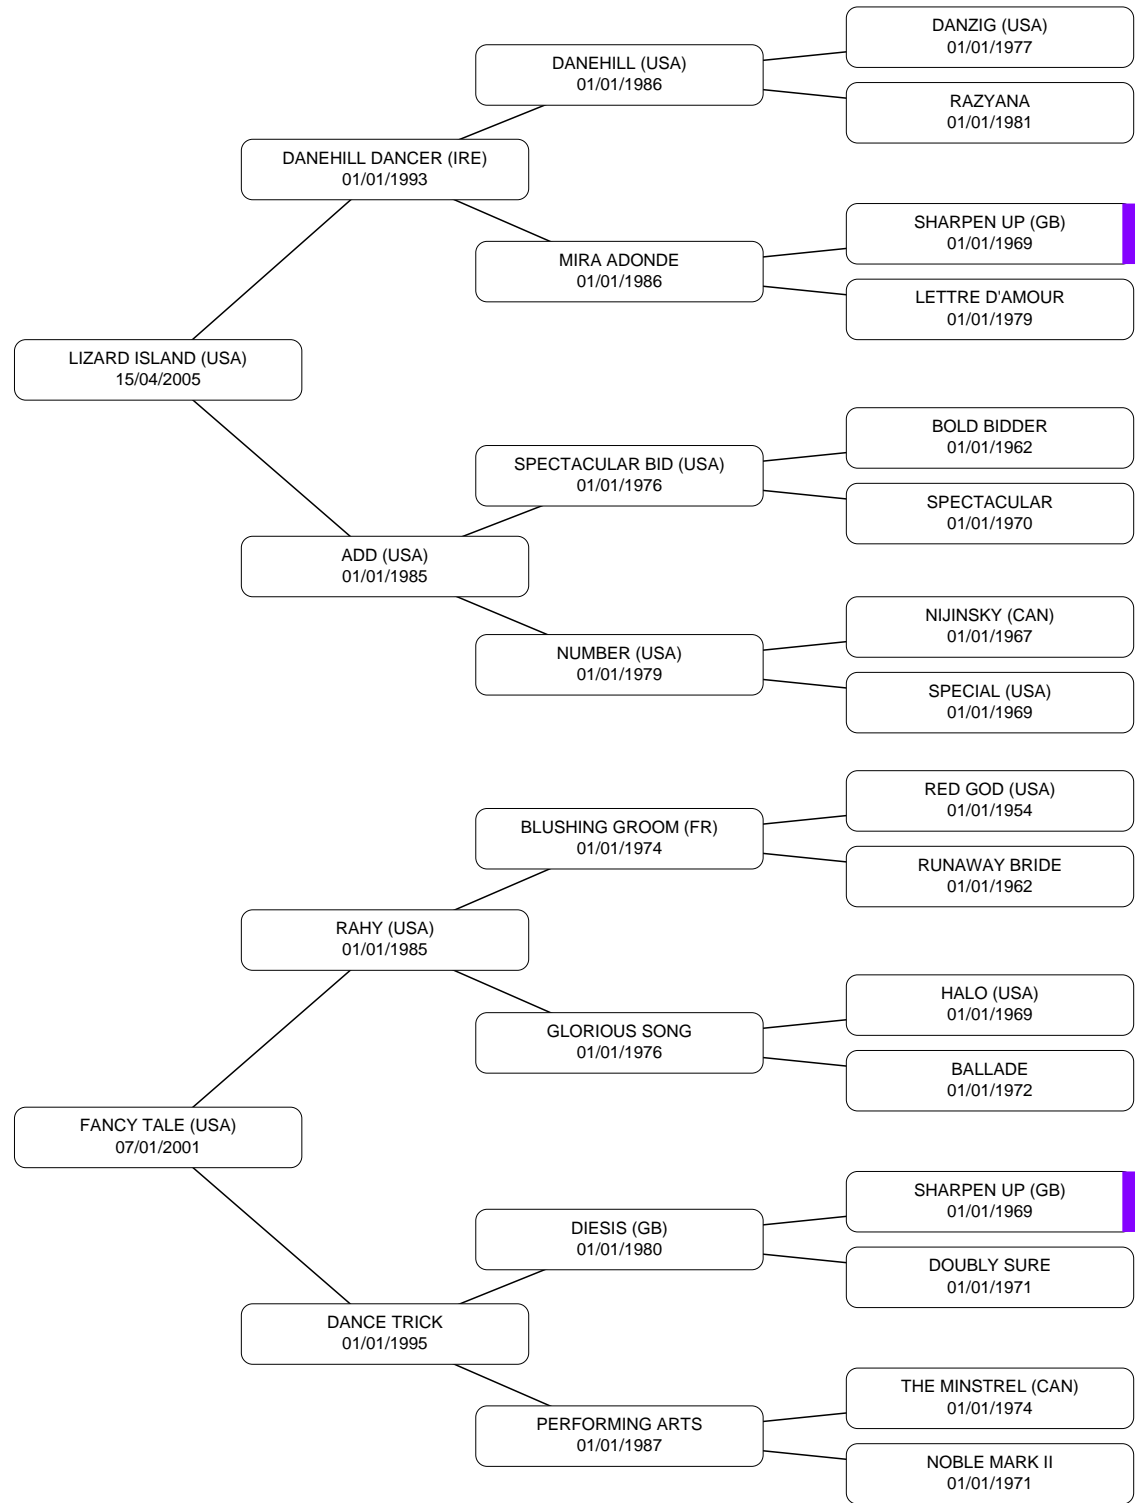 DANZIG (USA)
01/01/1977
DANEHILL (USA)
01/01/1986
RAZYANA
01/01/1981
DANEHILL DANCER (IRE)
01/01/1993
SHARPEN UP (GB)
01/01/1969
MIRA ADONDE
01/01/1986
LETTRE D'AMOUR
01/01/1979
LIZARD ISLAND (USA)
15/04/2005
BOLD BIDDER
01/01/1962
SPECTACULAR BID (USA)
01/01/1976
SPECTACULAR
01/01/1970
ADD (USA)
01/01/1985
NIJINSKY (CAN)
01/01/1967
NUMBER (USA)
01/01/1979
SPECIAL (USA)
01/01/1969
RED GOD (USA)
01/01/1954
BLUSHING GROOM (FR)
01/01/1974
RUNAWAY BRIDE
01/01/1962
RAHY (USA)
01/01/1985
HALO (USA)
01/01/1969
GLORIOUS SONG
01/01/1976
BALLADE
01/01/1972
FANCY TALE (USA)
07/01/2001
SHARPEN UP (GB)
01/01/1969
DIESIS (GB)
01/01/1980
DOUBLY SURE
01/01/1971
DANCE TRICK
01/01/1995
THE MINSTREL (CAN)
01/01/1974
PERFORMING ARTS
01/01/1987
NOBLE MARK II
01/01/1971